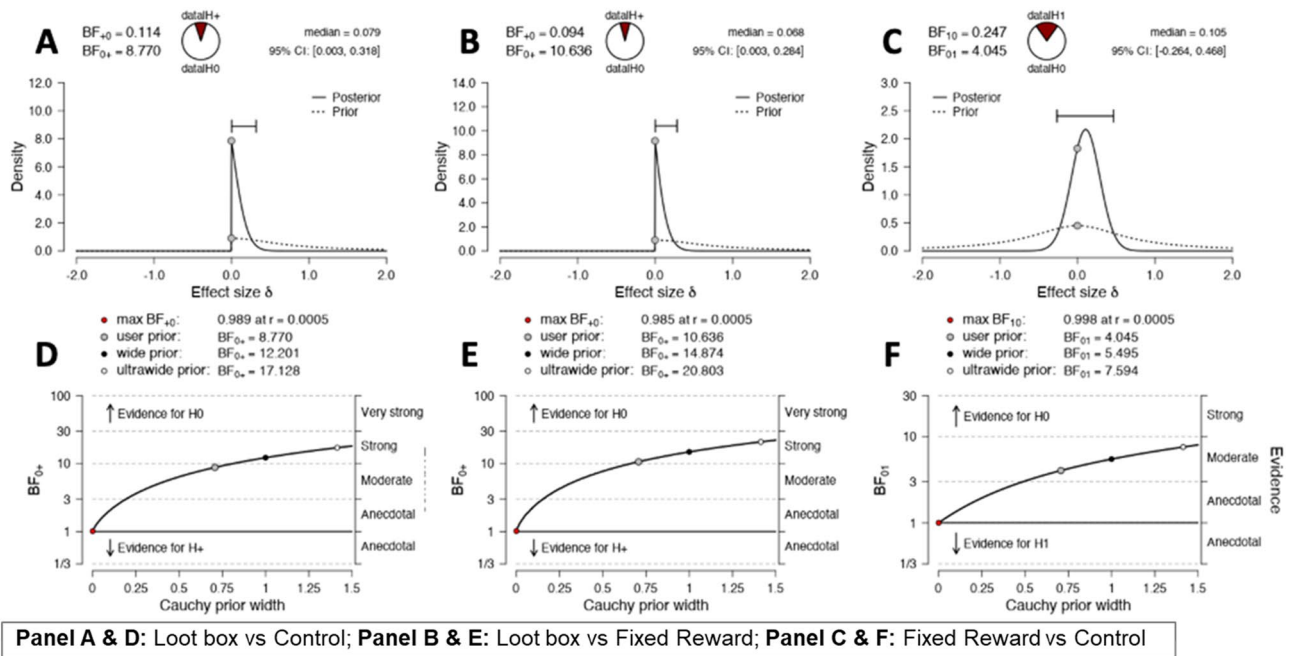 A
BF+0 = 0.114
BF0+ = 8.770
data|H+
data|H0
median = 0.079
95% CI: [0.003, 0.318]
12.0
10.0
8.0
6.0
4.0
2.0
0.0
Density
Posterior
Prior
-2.0 -1.0 0.0 1.0 2.0
Effect size δ
B
BF+0 = 0.094
BF0+ = 10.636
data|H+
data|H0
median = 0.068
95% CI: [0.003, 0.284]
14.0
12.0
10.0
8.0
6.0
4.0
2.0
0.0
Density
Posterior
Prior
-2.0 -1.0 0.0 1.0 2.0
Effect size δ
C
BF10 = 0.247
BF01 = 4.045
data|H1
data|H0
median = 0.105
95% CI: [-0.264, 0.468]
3.0
2.5
2.0
1.5
1.0
0.5
0.0
Density
Posterior
Prior
-2.0 -1.0 0.0 1.0 2.0
Effect size δ
D
max BF+0: 0.989 at r = 0.0005
user prior: BF0+ = 8.770
wide prior: BF0+ = 12.201
ultrawide prior: BF0+ = 17.128
100
30
10
3
1
1/3
BF0+
Evidence for H0
Evidence for H+
Very strong
Strong
Moderate
Anecdotal
Anecdotal
0 0.25 0.5 0.75 1 1.25 1.5
Cauchy prior width
E
max BF+0: 0.985 at r = 0.0005
user prior: BF0+ = 10.636
wide prior: BF0+ = 14.874
ultrawide prior: BF0+ = 20.803
100
30
10
3
1
1/3
BF0+
Evidence for H0
Evidence for H+
Very strong
Strong
Moderate
Anecdotal
Anecdotal
0 0.25 0.5 0.75 1 1.25 1.5
Cauchy prior width
F
max BF10: 0.998 at r = 0.0005
user prior: BF01 = 4.045
wide prior: BF01 = 5.495
ultrawide prior: BF01 = 7.594
30
10
3
1
1/3
BF01
Evidence for H0
Evidence for H1
Strong
Moderate
Anecdotal
Anecdotal
Evidence
0 0.25 0.5 0.75 1 1.25 1.5
Cauchy prior width
Panel A & D: Loot box vs Control; Panel B & E: Loot box vs Fixed Reward; Panel C & F: Fixed Reward vs Control